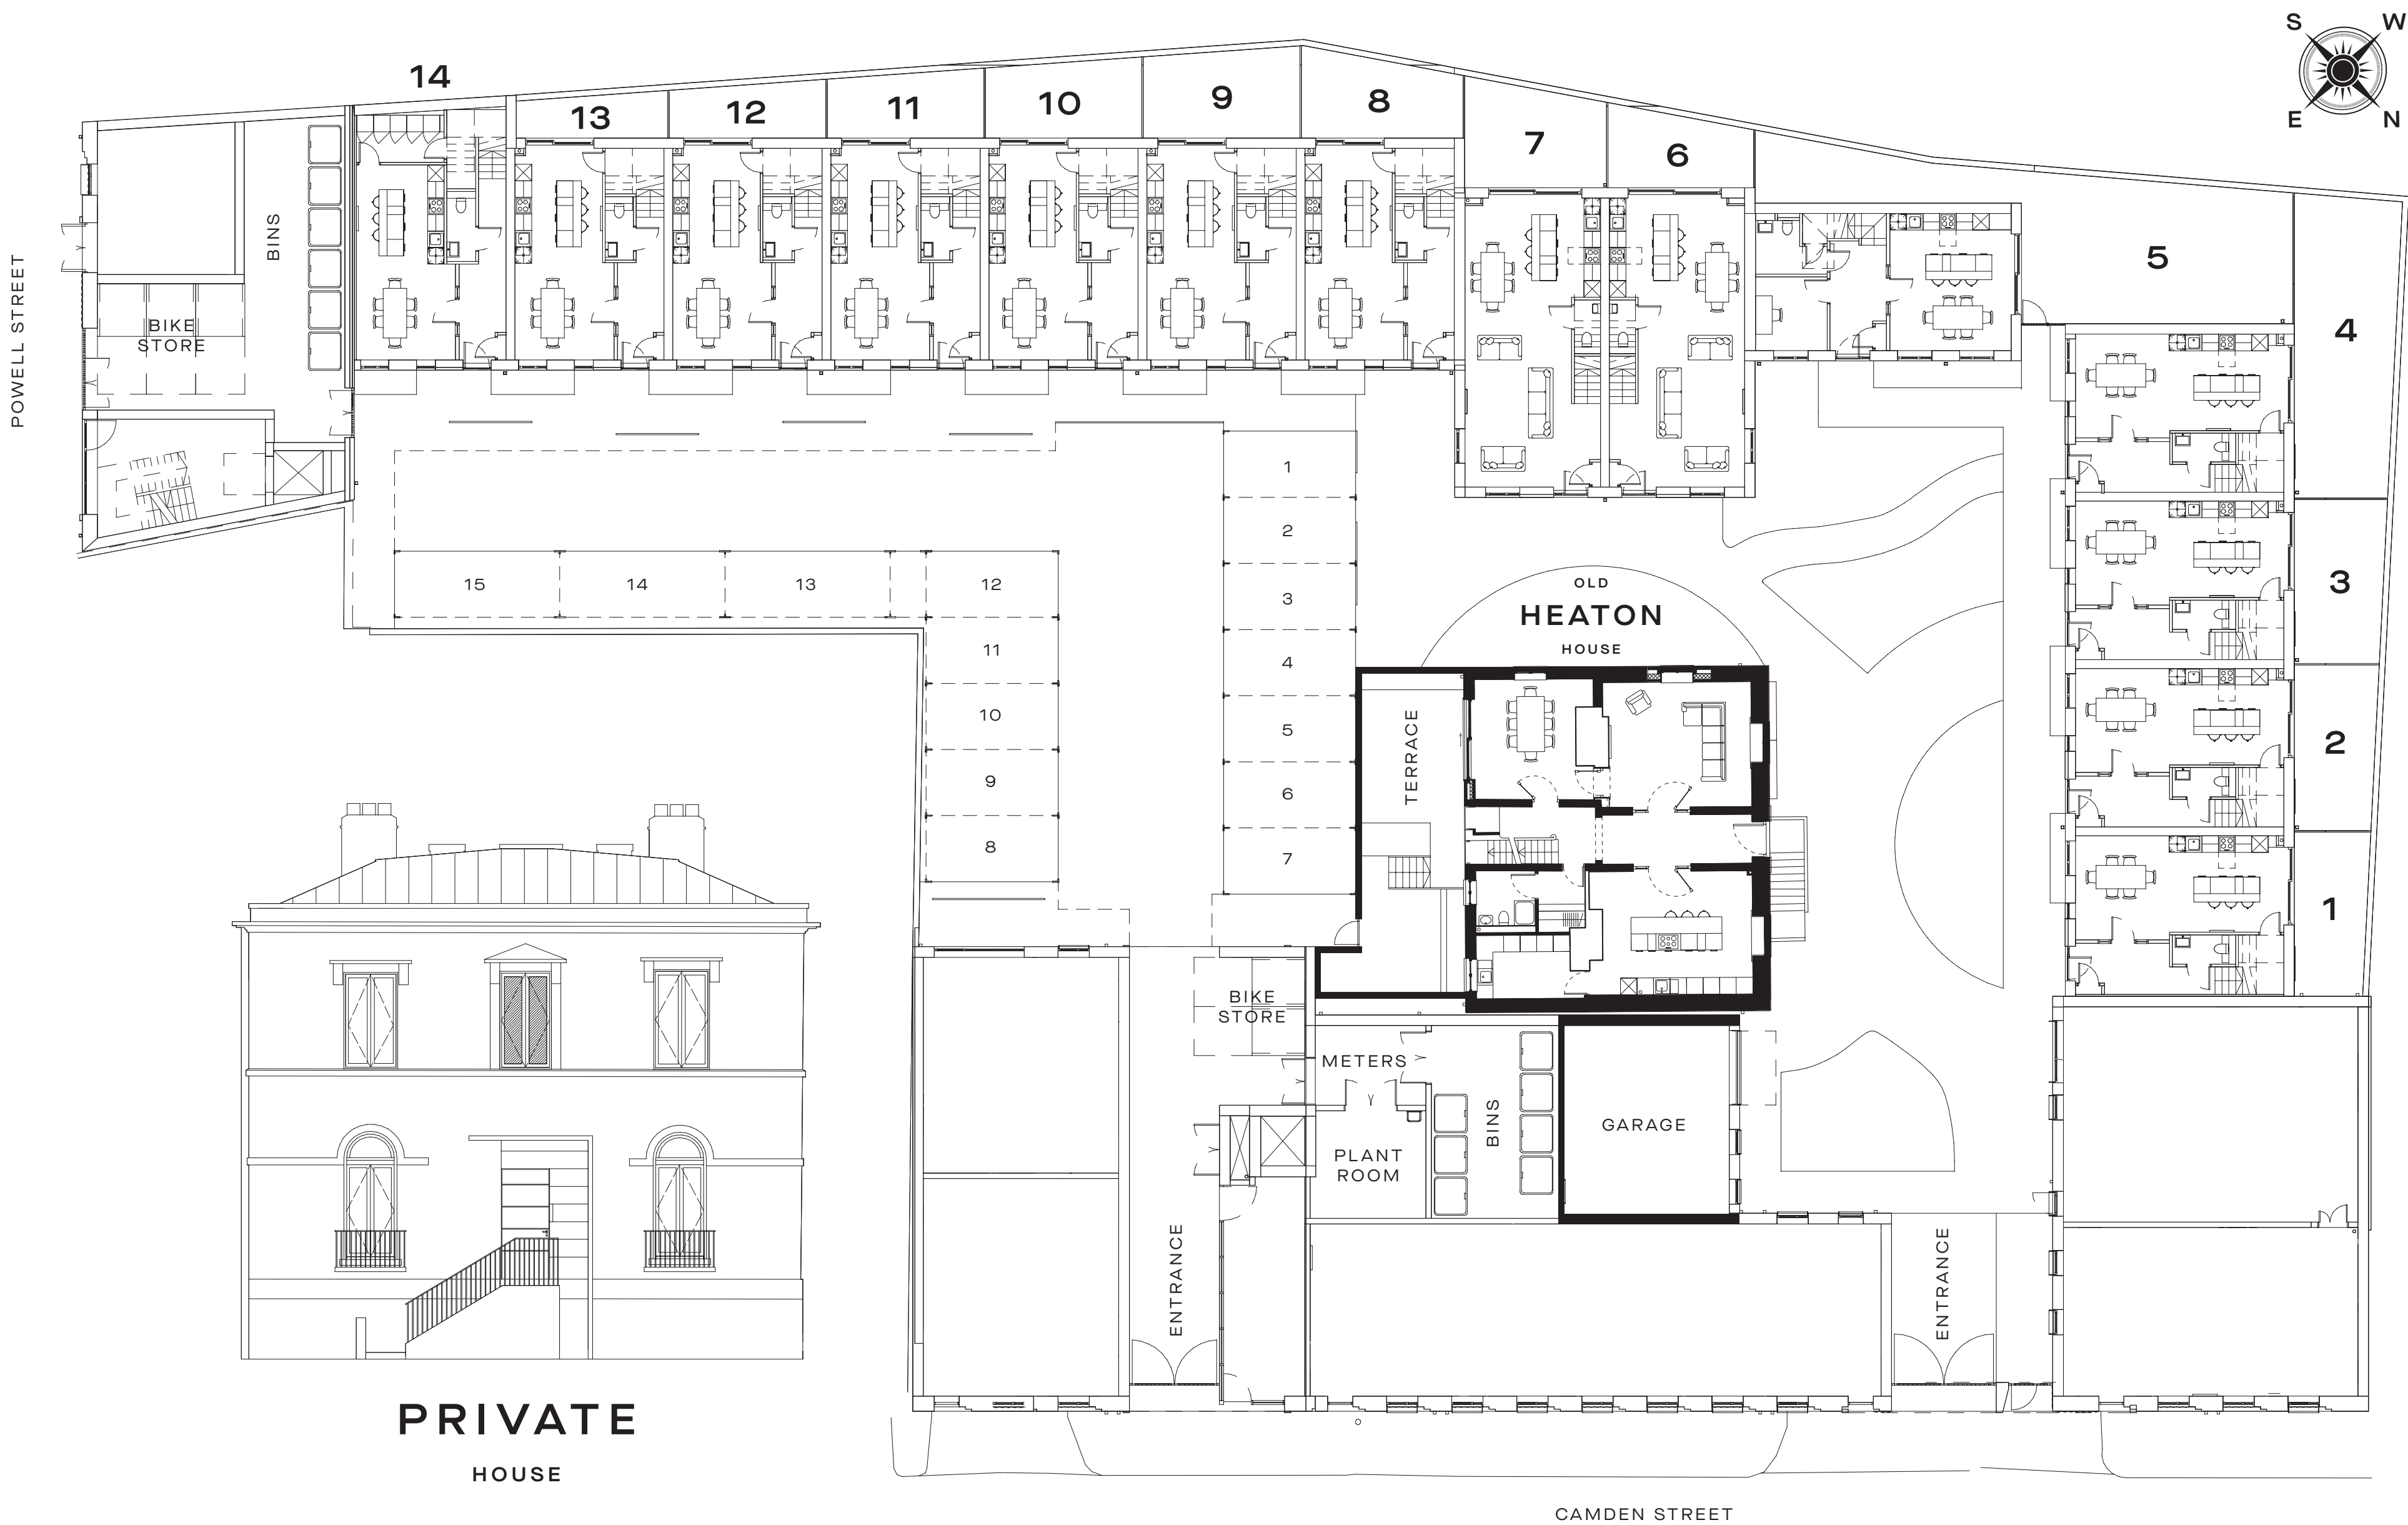 S W
E N
14
13
12
11
10
9
8
7
6
5
4
3
2
1
POWELL STREET
BINS
BIKE
STORE
1
2
3
4
5
6
7
15
14
13
12
11
10
9
8
OLD
HEATON
HOUSE
TERRACE
BIKE
STORE
METERS
PLANT
ROOM
BINS
GARAGE
ENTRANCE
ENTRANCE
PRIVATE
HOUSE
CAMDEN STREET